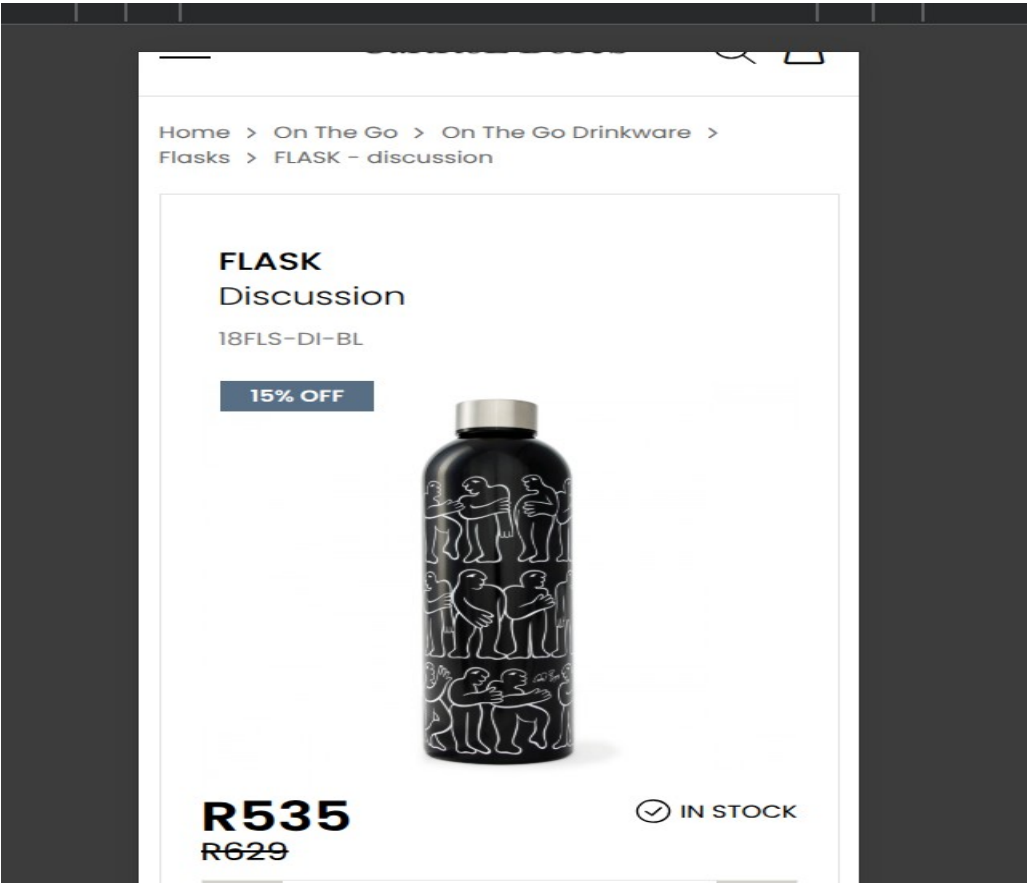 Home > On The Go > On The Go Drinkware >
Flasks > FLASK - discussion
FLASK
Discussion
18FLS-DI-BL
15% OFF
R535
IN STOCK
R629